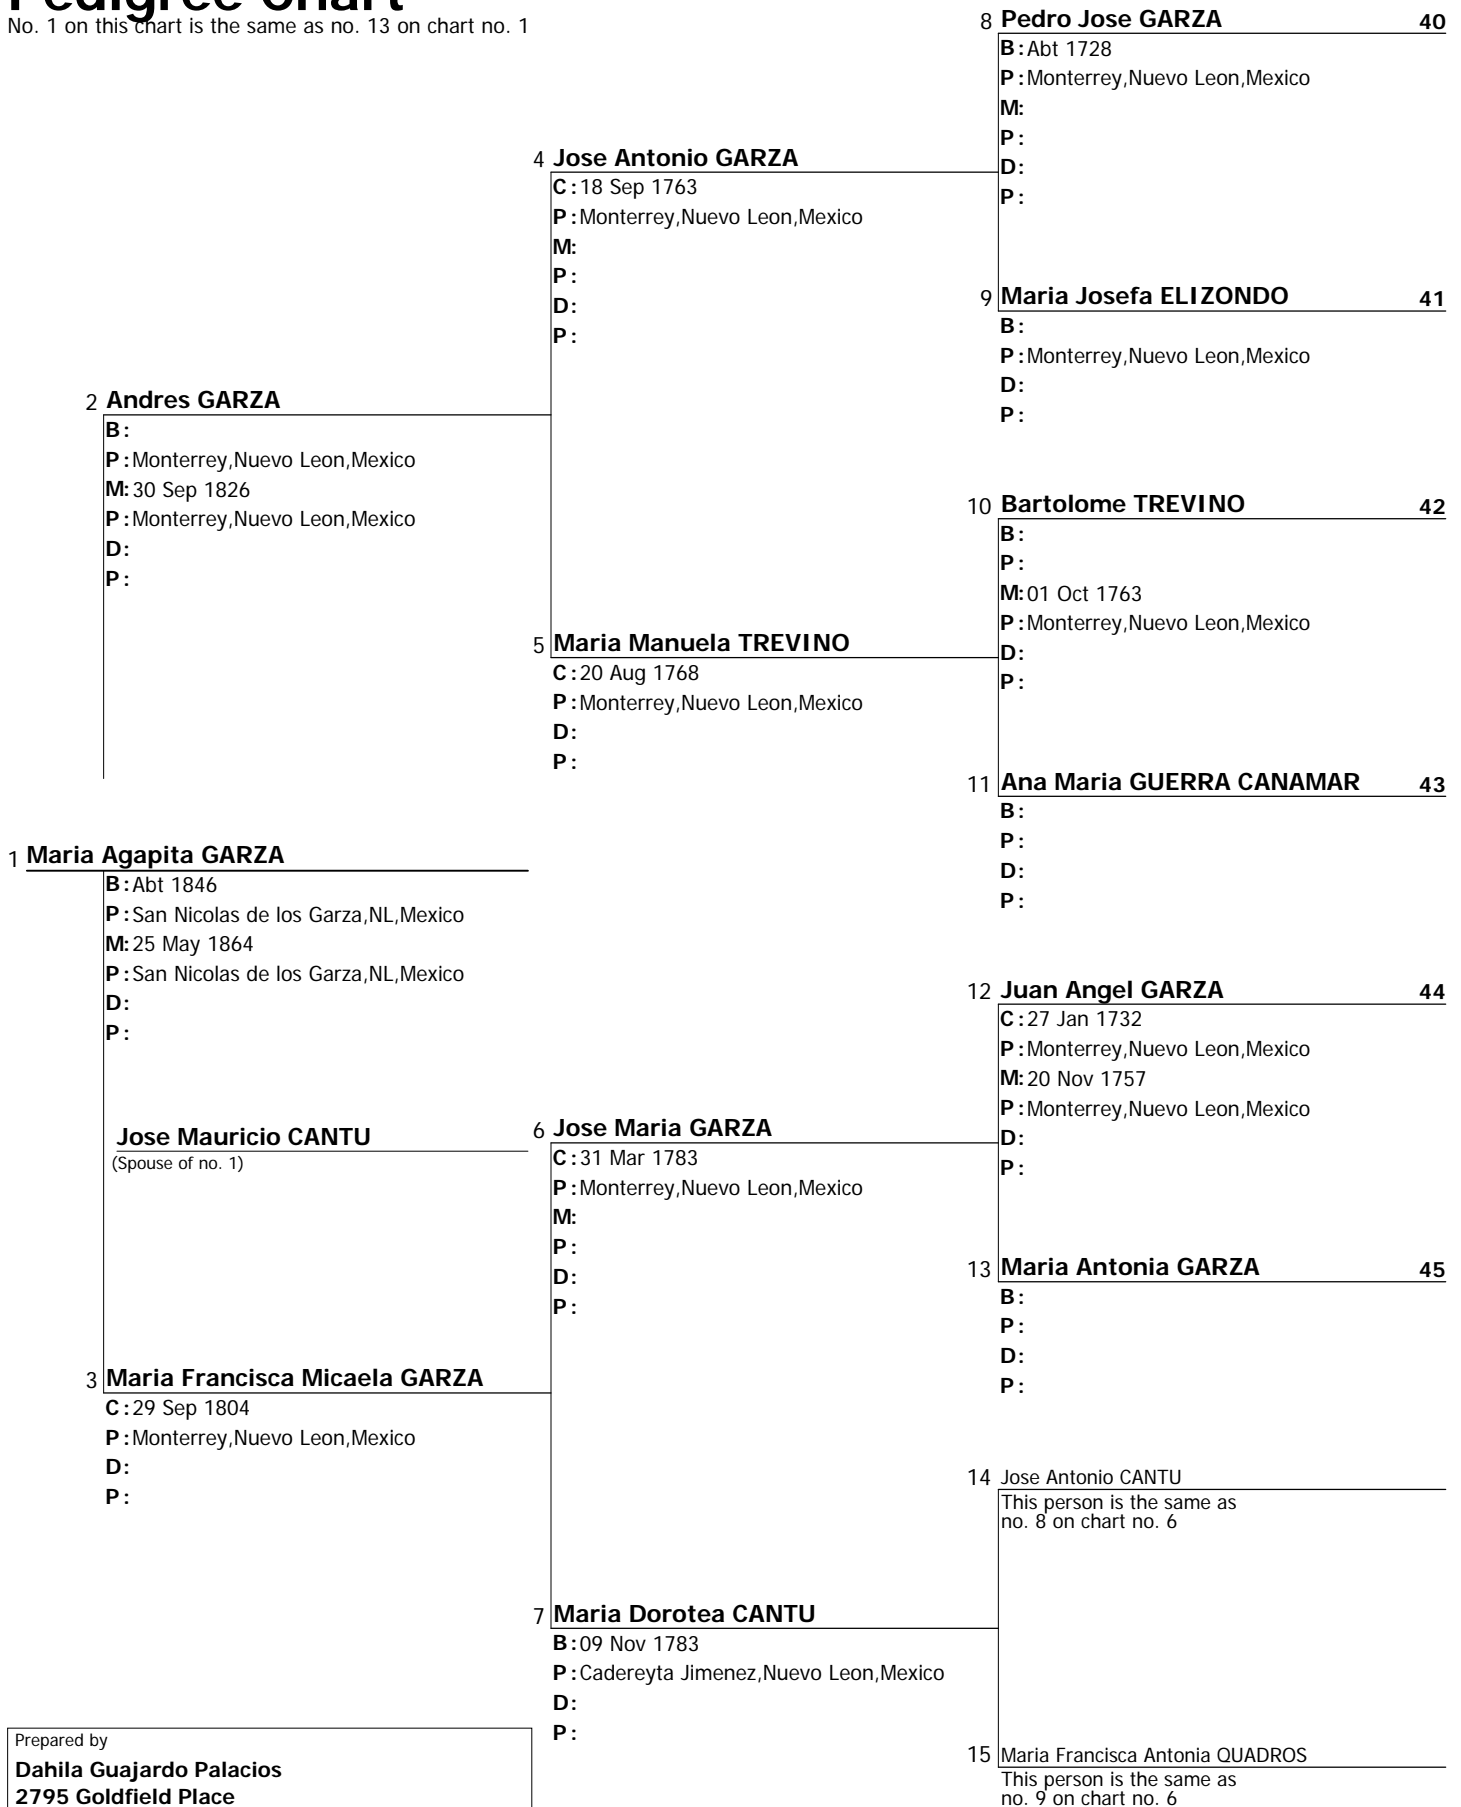 Pedigree Chart
No. 1 on this chart is the same as no. 13 on chart no. 1
8 Pedro Jose GARZA 40
B: Abt 1728
P: Monterrey,Nuevo Leon,Mexico
M:
P:
D:
P:
4 Jose Antonio GARZA
C: 18 Sep 1763
P: Monterrey,Nuevo Leon,Mexico
M:
P:
D:
P:
9 Maria Josefa ELIZONDO 41
B:
P: Monterrey,Nuevo Leon,Mexico
D:
P:
2 Andres GARZA
B:
P: Monterrey,Nuevo Leon,Mexico
M: 30 Sep 1826
P: Monterrey,Nuevo Leon,Mexico
D:
P:
10 Bartolome TREVINO 42
B:
P:
M: 01 Oct 1763
P: Monterrey,Nuevo Leon,Mexico
D:
P:
5 Maria Manuela TREVINO
C: 20 Aug 1768
P: Monterrey,Nuevo Leon,Mexico
D:
P:
11 Ana Maria GUERRA CANAMAR 43
B:
P:
D:
P:
1 Maria Agapita GARZA
B: Abt 1846
P: San Nicolas de los Garza,NL,Mexico
M: 25 May 1864
P: San Nicolas de los Garza,NL,Mexico
D:
P:
12 Juan Angel GARZA 44
C: 27 Jan 1732
P: Monterrey,Nuevo Leon,Mexico
M: 20 Nov 1757
P: Monterrey,Nuevo Leon,Mexico
D:
P:
Jose Mauricio CANTU
(Spouse of no. 1)
6 Jose Maria GARZA
C: 31 Mar 1783
P: Monterrey,Nuevo Leon,Mexico
M:
P:
D:
P:
13 Maria Antonia GARZA 45
B:
P:
D:
P:
3 Maria Francisca Micaela GARZA
C: 29 Sep 1804
P: Monterrey,Nuevo Leon,Mexico
D:
P:
14 Jose Antonio CANTU
This person is the same as
no. 8 on chart no. 6
7 Maria Dorotea CANTU
B: 09 Nov 1783
P: Cadereyta Jimenez,Nuevo Leon,Mexico
D:
P:
15 Maria Francisca Antonia QUADROS
This person is the same as
no. 9 on chart no. 6
Prepared by
Dahila Guajardo Palacios
2795 Goldfield Place